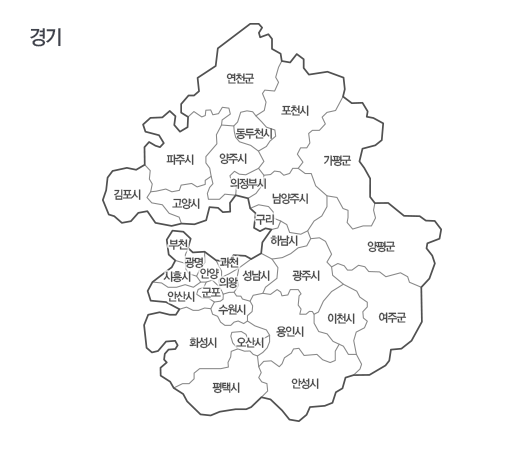 경기
연천군
포천시
동두천시
파주시
양주시
가평군
의정부시
김포시
고양시
남양주시
구리
부천
하남시
양평군
광명
과천
시흥시
안양
성남시
광주시
의왕
안산시
군포
수원시
이천시
여주군
용인시
화성시
오산시
평택시
안성시